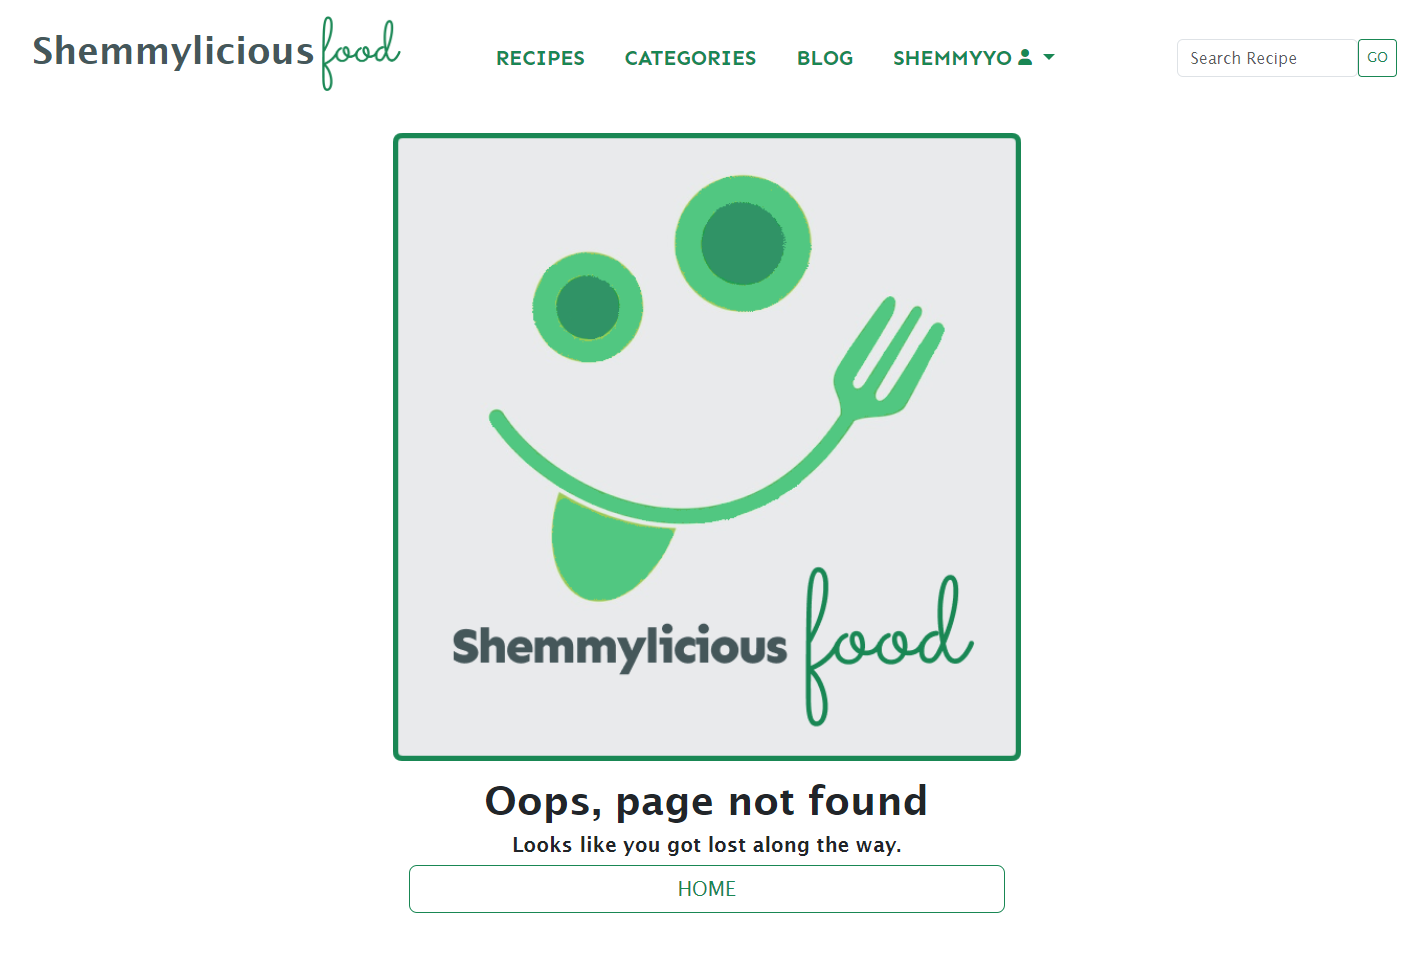 Shemmylicious food
RECIPES CATEGORIES BLOG SHEMMYYO Search Recipe GO
Shemmylicious food
Oops, page not found
Looks like you got lost along the way.
HOME